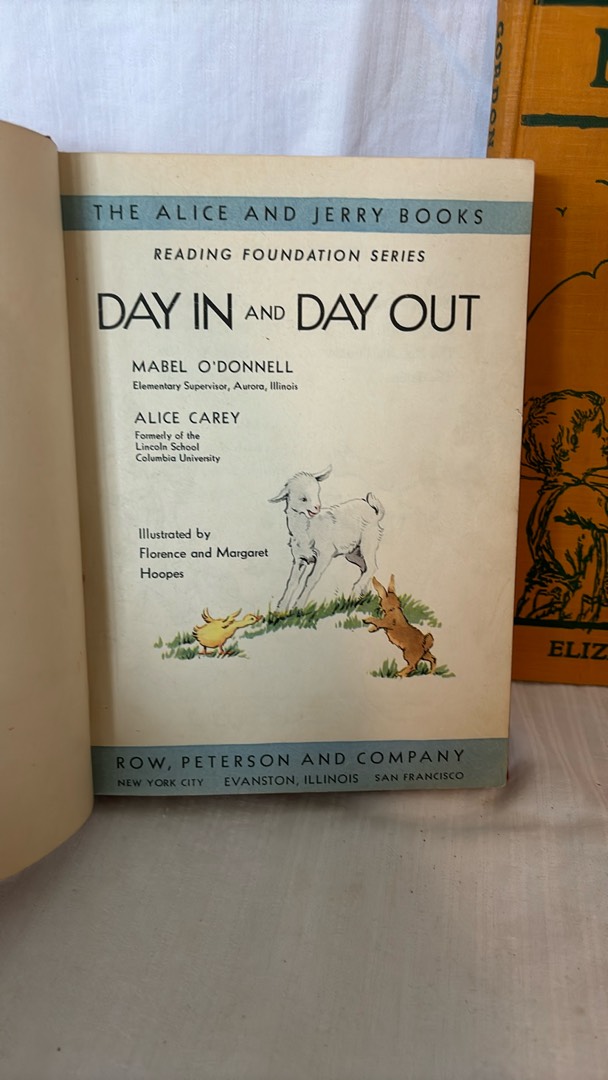 THE ALICE AND JERRY BOOKS
READING FOUNDATION SERIES
DAY IN AND DAY OUT
MABEL O'DONNELL
Elementary Supervisor, Aurora, Illinois
ALICE CAREY
Formerly of the
Lincoln School
Columbia University
Illustrated by
Florence and Margaret
Hoopes
ROW, PETERSON AND COMPANY
NEW YORK CITY EVANSTON, ILLINOIS SAN FRANCISCO
GORDON
ELIZ